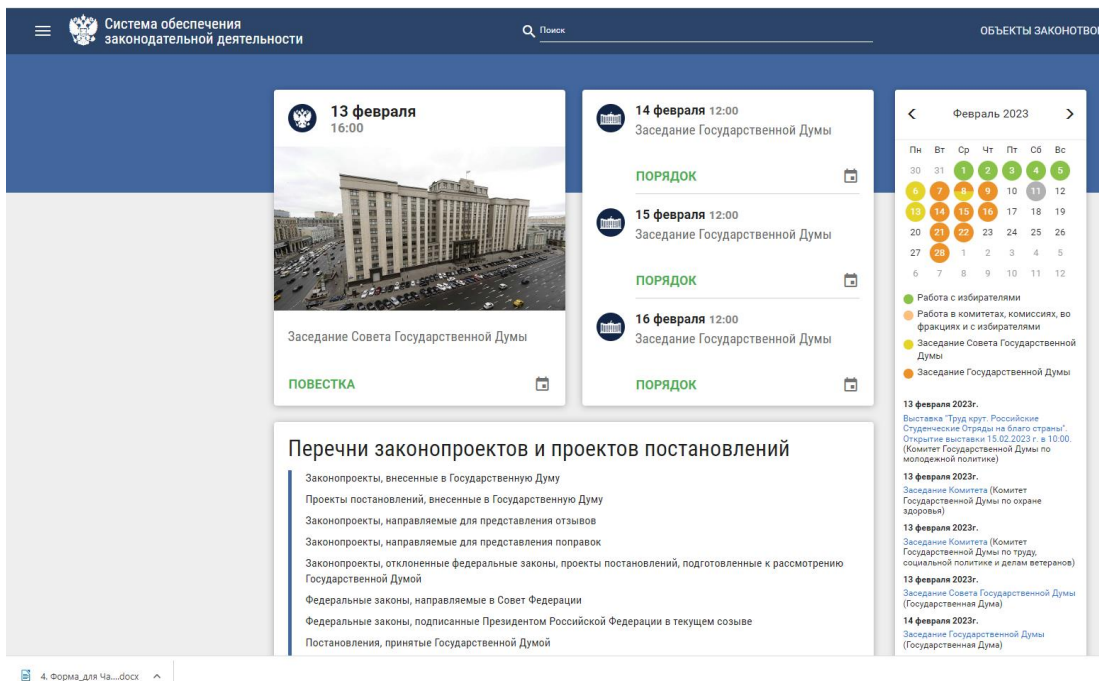 Система обеспечения
законодательной деятельности
Поиск
ОБЪЕКТЫ ЗАКОНОТВОР
13 февраля
16:00
Заседание Совета Государственной Думы
ПОВЕСТКА
14 февраля 12:00
Заседание Государственной Думы
ПОРЯДОК
15 февраля 12:00
Заседание Государственной Думы
ПОРЯДОК
16 февраля 12:00
Заседание Государственной Думы
ПОРЯДОК
Февраль 2023
Пн Вт Ср Чт Пт Сб Вс
30 31 1 2 3 4 5
6 7 8 9 10 11 12
13 14 15 16 17 18 19
20 21 22 23 24 25 26
27 28 1 2 3 4 5
6 7 8 9 10 11 12
Работа с избирателями
Работа в комитетах, комиссиях, во
фракциях и с избирателями
Заседание Совета Государственной
Думы
Заседание Государственной Думы
13 февраля 2023г.
Выставка "Труд крут. Российские
Студенческие Отряды на благо страны".
Открытие выставки 15.02.2023 г. в 10:00.
(Комитет Государственной Думы по
молодежной политике)
13 февраля 2023г.
Заседание Комитета (Комитет
Государственной Думы по охране
здоровья)
13 февраля 2023г.
Заседание Комитета (Комитет
Государственной Думы по труду,
социальной политике и делам ветеранов)
13 февраля 2023г.
Заседание Совета Государственной Думы
(Государственная Дума)
14 февраля 2023г.
Заседание Государственной Думы
(Государственная Дума)
Перечни законопроектов и проектов постановлений
Законопроекты, внесенные в Государственную Думу
Проекты постановлений, внесенные в Государственную Думу
Законопроекты, направляемые для представления отзывов
Законопроекты, направляемые для представления поправок
Законопроекты, отклоненные федеральные законы, проекты постановлений, подготовленные к рассмотрению
Государственной Думой
Федеральные законы, направляемые в Совет Федерации
Федеральные законы, подписанные Президентом Российской Федерации в текущем созыве
Постановления, принятые Государственной Думой
4. Форма_для Ча....docx